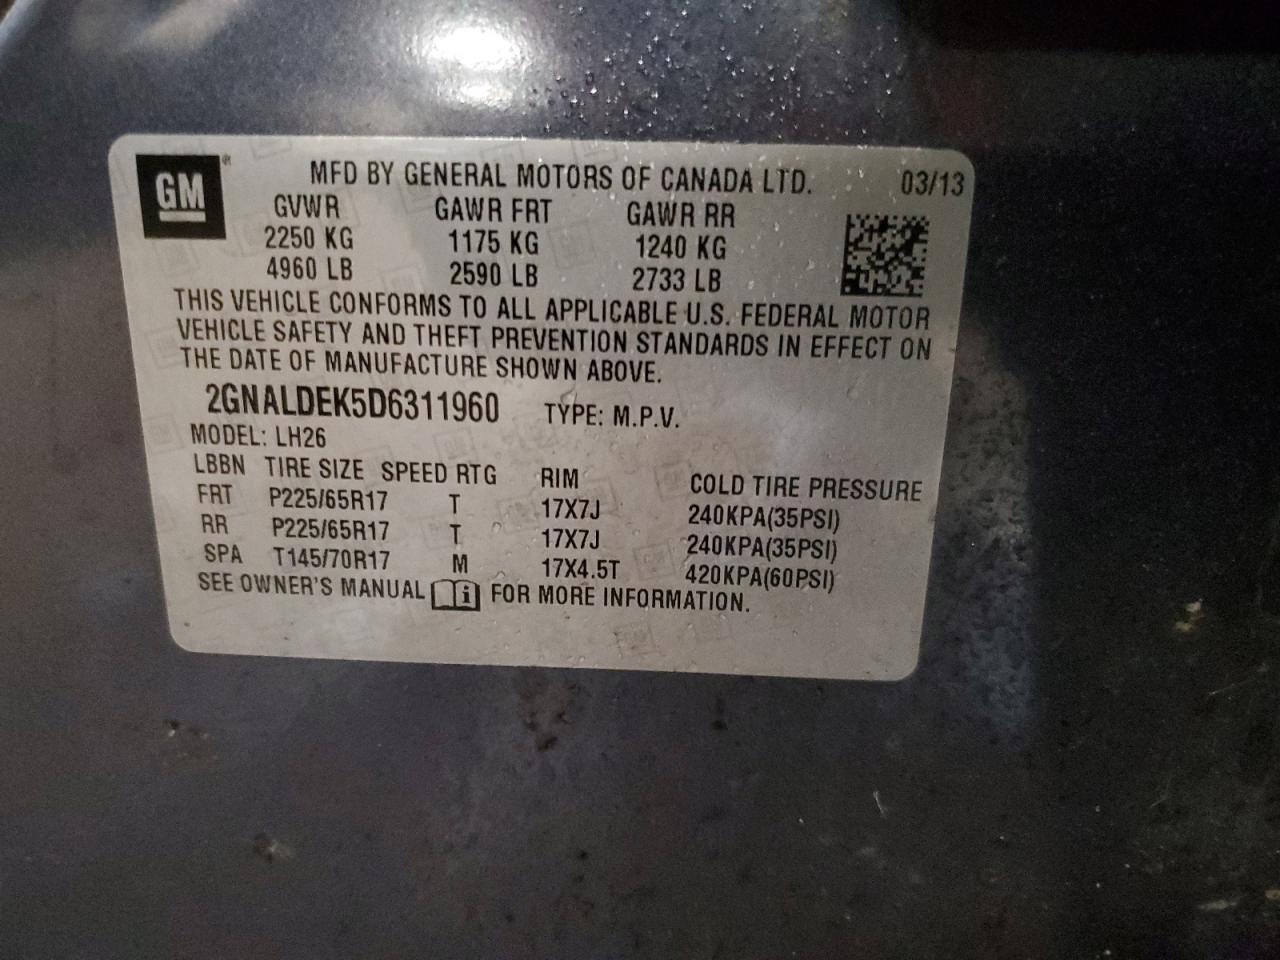 GM®
MFD BY GENERAL MOTORS OF CANADA LTD. 03/13
GVWR GAWR FRT GAWR RR
2250 KG 1175 KG 1240 KG
4960 LB 2590 LB 2733 LB
THIS VEHICLE CONFORMS TO ALL APPLICABLE U.S. FEDERAL MOTOR
VEHICLE SAFETY AND THEFT PREVENTION STANDARDS IN EFFECT ON
THE DATE OF MANUFACTURE SHOWN ABOVE.
2GNALDEK5D6311960 TYPE: M.P.V.
MODEL: LH26
LBBN TIRE SIZE SPEED RTG RIM COLD TIRE PRESSURE
FRT P225/65R17 T 17X7J 240KPA(35PSI)
RR P225/65R17 T 17X7J 240KPA(35PSI)
SPA T145/70R17 M 17X4.5T 420KPA(60PSI)
SEE OWNER'S MANUAL i FOR MORE INFORMATION.